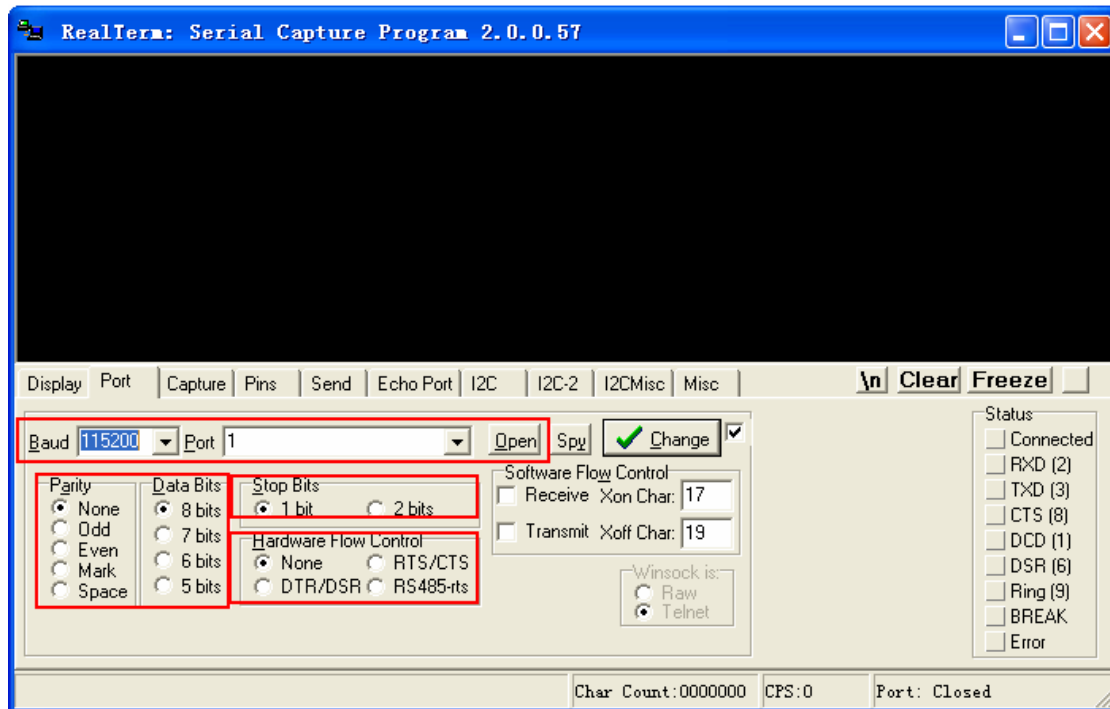 RealTerm: Serial Capture Program 2.0.0.57
Display Port Capture Pins Send Echo Port I2C I2C-2 I2CMisc Misc \n Clear Freeze
Baud 115200 Port 1 Open Spy Change
Parity
None
Odd
Even
Mark
Space
Data Bits
8 bits
7 bits
6 bits
5 bits
Stop Bits
1 bit 2 bits
Hardware Flow Control
None RTS/CTS
DTR/DSR RS485-rts
Software Flow Control
Receive Xon Char: 17
Transmit Xoff Char: 19
Winsock is:
Raw
Telnet
Status
Connected
RXD (2)
TXD (3)
CTS (8)
DCD (1)
DSR (6)
Ring (9)
BREAK
Error
Char Count:0000000 CPS:0 Port: Closed